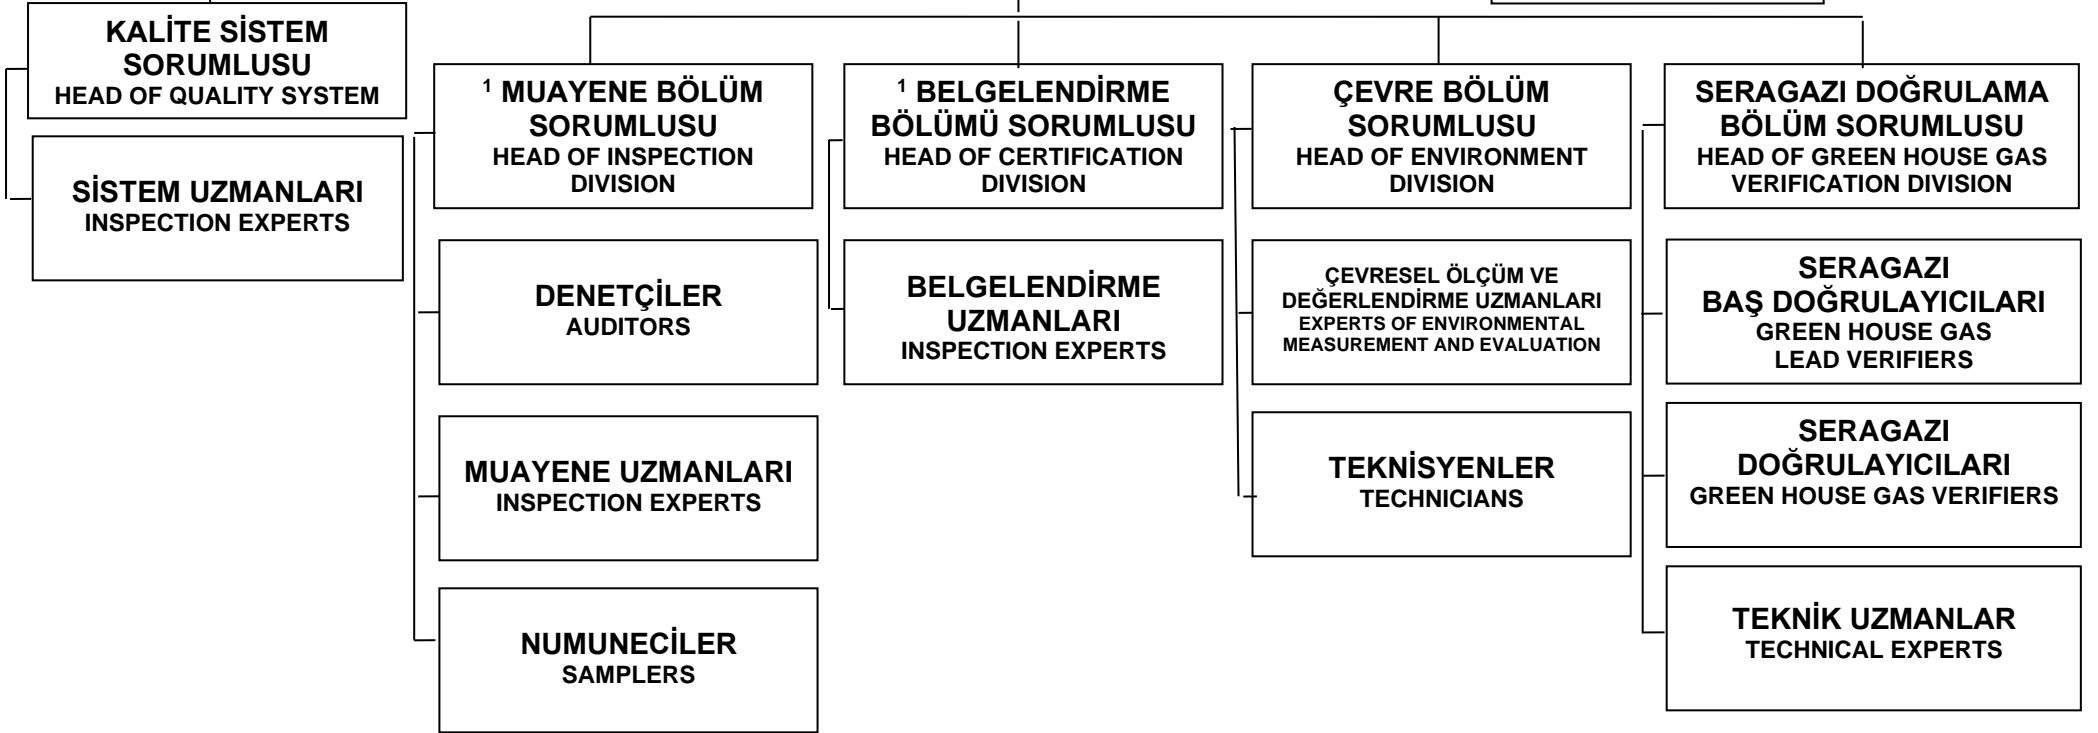 KALİTE SİSTEM
SORUMLUSU
HEAD OF QUALITY SYSTEM
SİSTEM UZMANLARI
INSPECTION EXPERTS
¹ MUAYENE BÖLÜM
SORUMLUSU
HEAD OF INSPECTION
DIVISION
DENETÇİLER
AUDITORS
MUAYENE UZMANLARI
INSPECTION EXPERTS
NUMUNECİLER
SAMPLERS
¹ BELGELENDİRME
BÖLÜMÜ SORUMLUSU
HEAD OF CERTIFICATION
DIVISION
BELGELENDİRME
UZMANLARI
INSPECTION EXPERTS
ÇEVRE BÖLÜM
SORUMLUSU
HEAD OF ENVIRONMENT
DIVISION
ÇEVRESEL ÖLÇÜM VE
DEĞERLENDİRME UZMANLARI
EXPERTS OF ENVIRONMENTAL
MEASUREMENT AND EVALUATION
TEKNİSYENLER
TECHNICIANS
SERAGAZI DOĞRULAMA
BÖLÜM SORUMLUSU
HEAD OF GREEN HOUSE GAS
VERIFICATION DIVISION
SERAGAZI
BAŞ DOĞRULAYICILARI
GREEN HOUSE GAS
LEAD VERIFIERS
SERAGAZI
DOĞRULAYICILARI
GREEN HOUSE GAS VERIFIERS
TEKNİK UZMANLAR
TECHNICAL EXPERTS